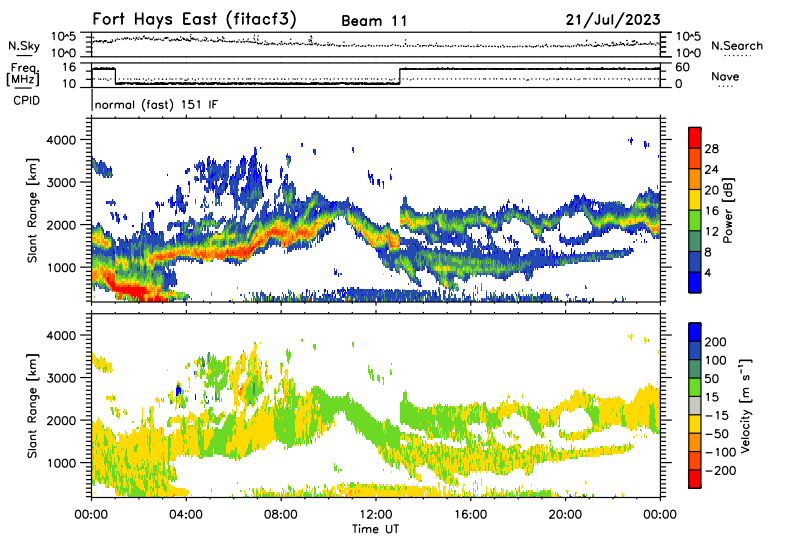 Fort Hays East (fitacf3) Beam 11 21/Jul/2023
N.Sky 10^5 10^0 10^5 10^0 N.Search
Freq. [MHz] 16 10 60 0 Nave
CPID normal (fast) 151 IF
Slant Range [km]
4000
3000
2000
1000
28
24
20
16
12
8
4
Power [dB]
Slant Range [km]
4000
3000
2000
1000
200
100
50
15
−15
−50
−100
−200
Velocity [m s⁻¹]
00:00 04:00 08:00 12:00 16:00 20:00 00:00
Time UT